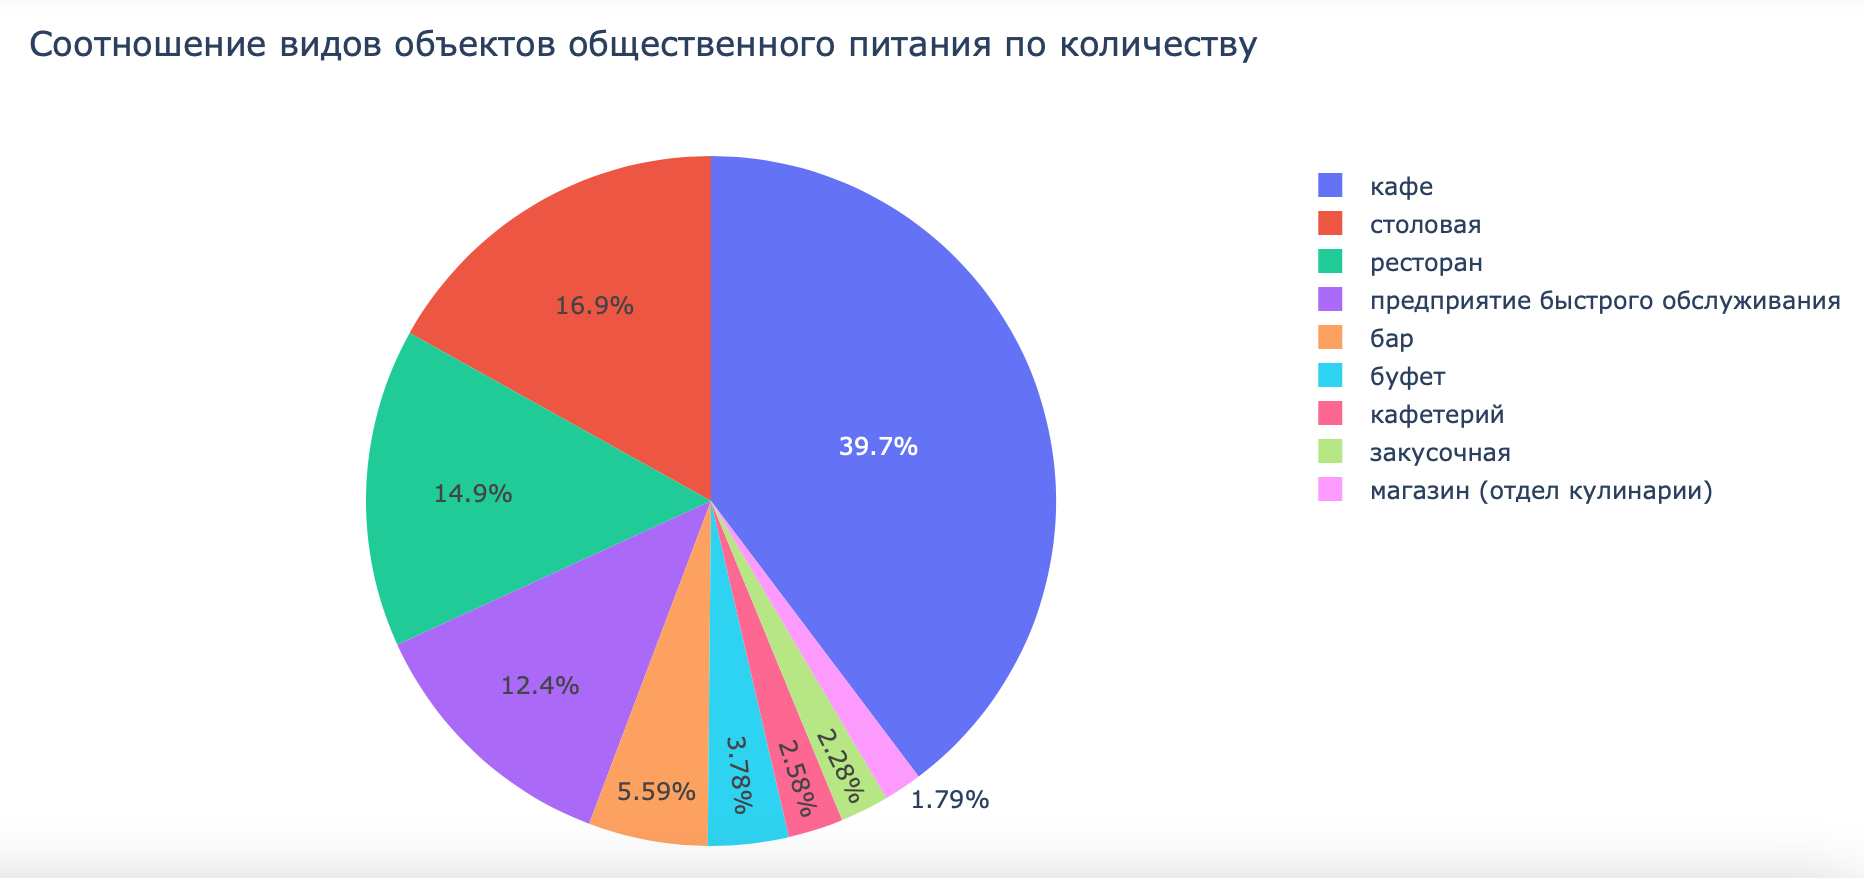 Соотношение видов объектов общественного питания по количеству
16.9%
39.7%
14.9%
12.4%
5.59%
3.78%
2.58%
2.28%
1.79%
кафе
столовая
ресторан
предприятие быстрого обслуживания
бар
буфет
кафетерий
закусочная
магазин (отдел кулинарии)